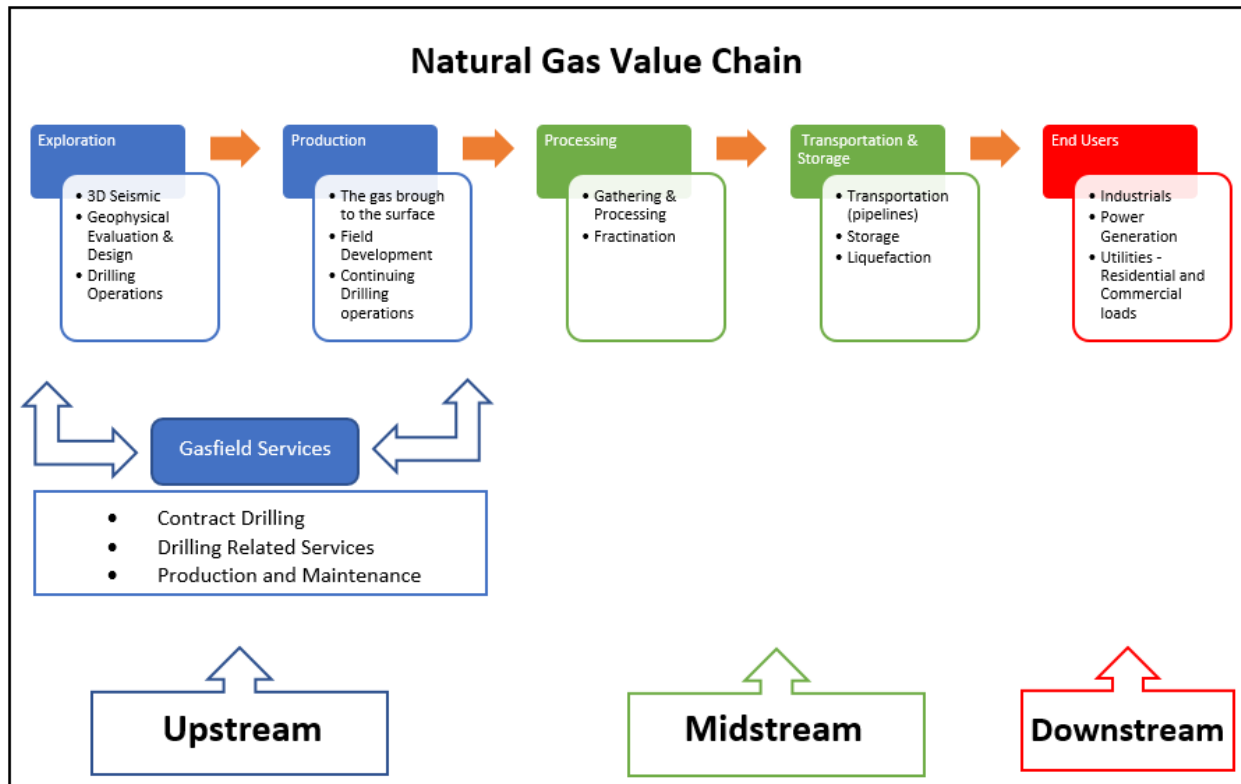 Natural Gas Value Chain
Exploration
• 3D Seismic
• Geophysical
Evaluation &
Design
• Drilling
Operations
Production
• The gas brough
to the surface
• Field
Development
• Continuing
Drilling
operations
Processing
• Gathering &
Processing
• Fractination
Transportation &
Storage
• Transportation
(pipelines)
• Storage
• Liquefaction
End Users
• Industrials
• Power
Generation
• Utilities -
Residential and
Commercial
loads
Gasfield Services
• Contract Drilling
• Drilling Related Services
• Production and Maintenance
Upstream
Midstream
Downstream